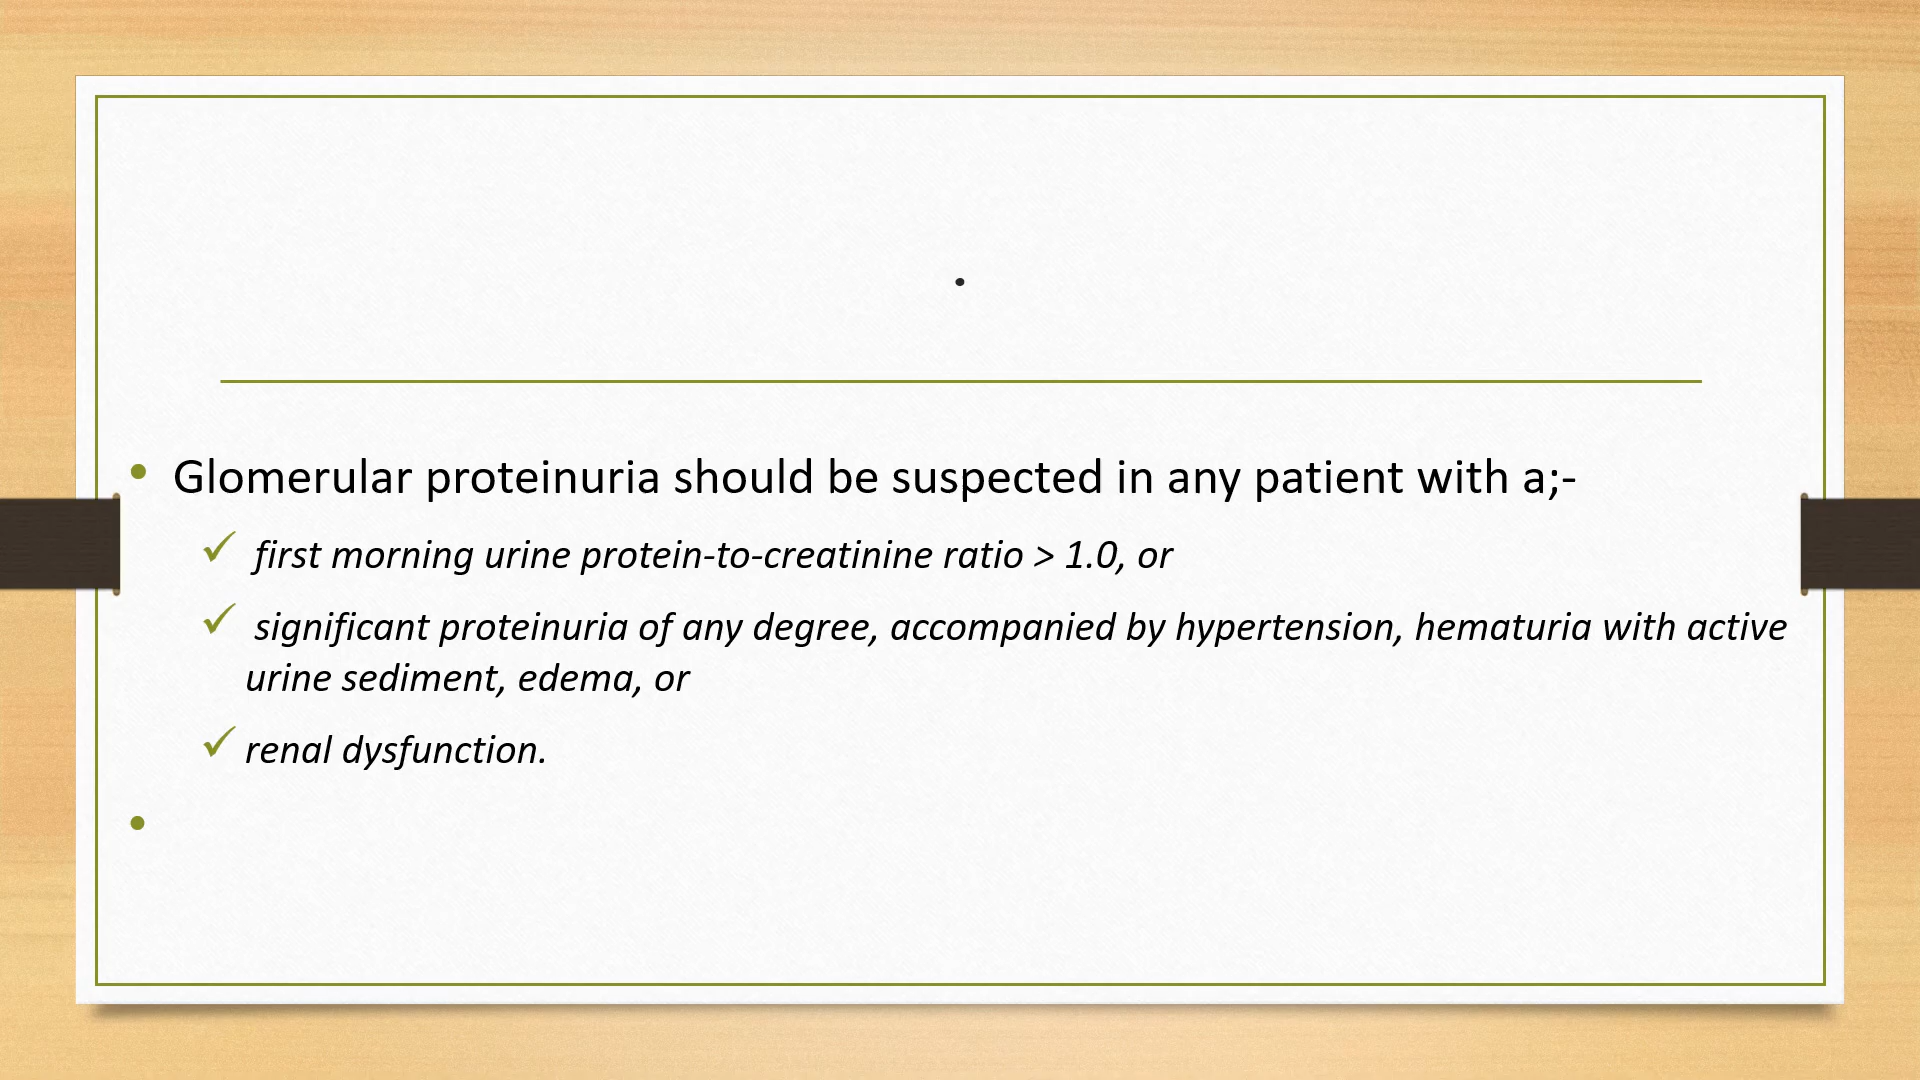 .
• Glomerular proteinuria should be suspected in any patient with a;-
✓ first morning urine protein-to-creatinine ratio > 1.0, or
✓ significant proteinuria of any degree, accompanied by hypertension, hematuria with active
urine sediment, edema, or
✓ renal dysfunction.
•